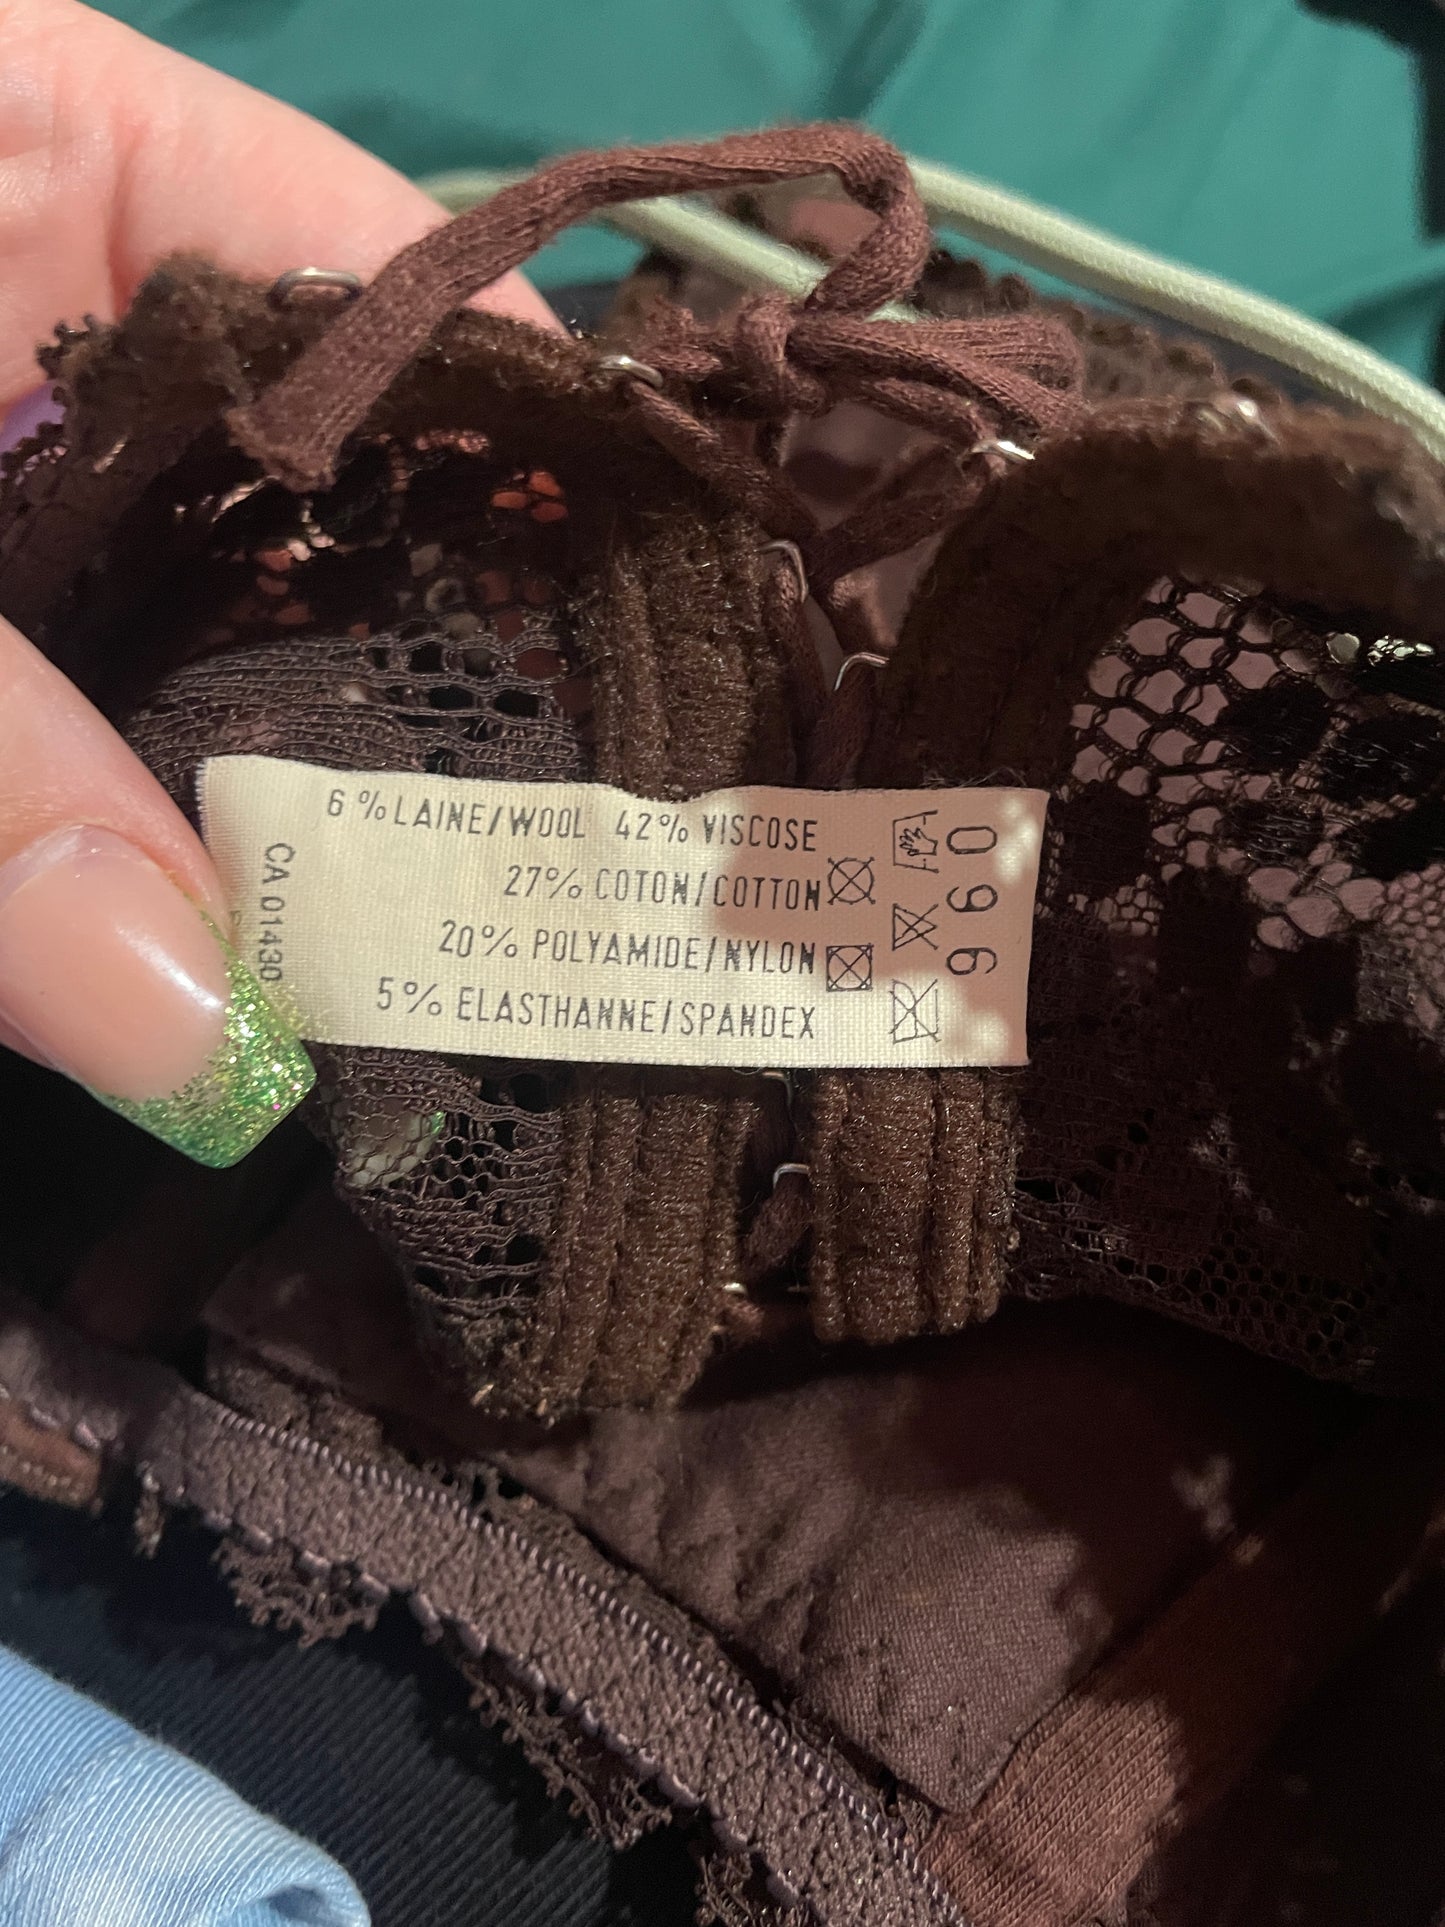 6 % LAINE/WOOL 42% VISCOSE
27% COTON/COTTON
20% POLYAMIDE/NYLON
5% ELASTHANNE/SPANDEX
CA 01430
096